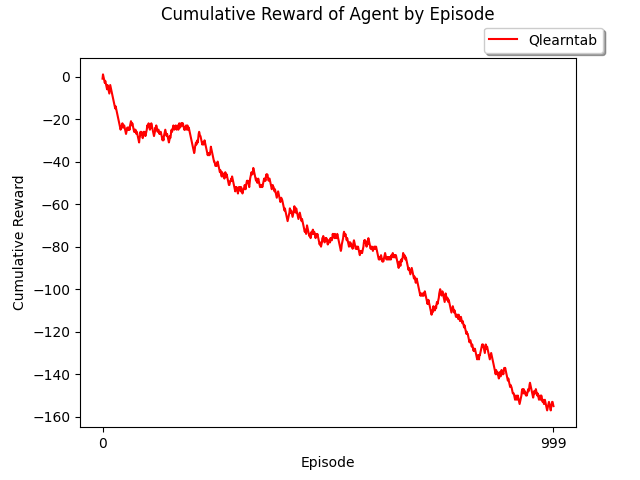 Cumulative Reward of Agent by Episode
Qlearntab
0
−20
−40
−60
−80
−100
−120
−140
−160
Cumulative Reward
0 999
Episode